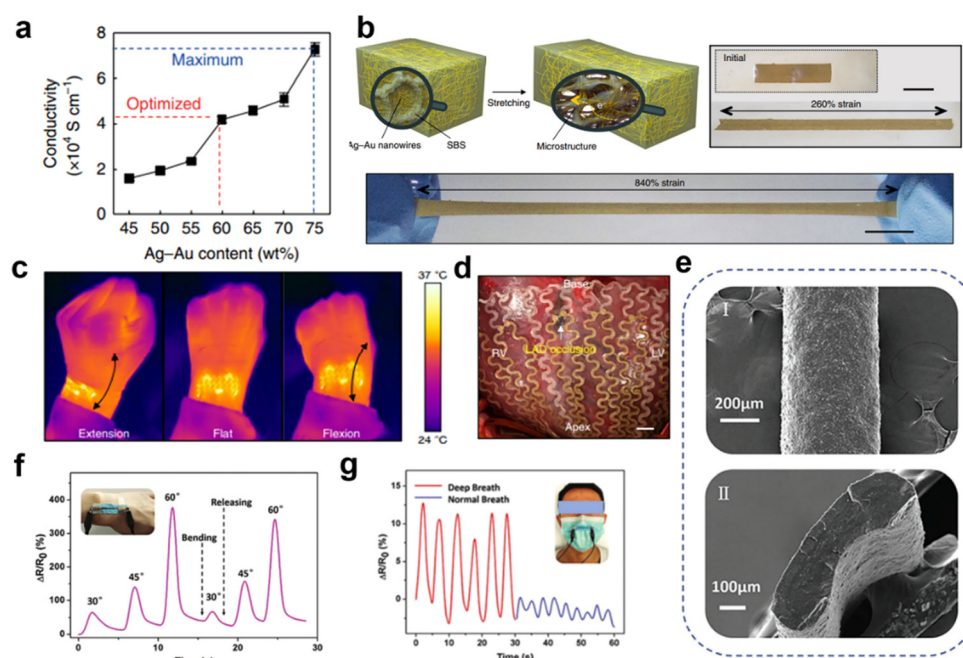 a
8
6
4
2
0
Conductivity
(×10⁴ S cm⁻¹)
Maximum
Optimized
45 50 55 60 65 70 75
Ag–Au content (wt%)
b
Stretching
e
Ag–Au nanowires
SBS
Microstructure
Initial
260% strain
840% strain
c
Extension
Flat
Flexion
37 °C
24 °C
d
Base
LAD occlusion
RV
LV
Apex
e
I
200μm
II
100μm
f
400
300
200
100
0
ΔR/R₀ (%)
30°
45°
60°
Bending
Releasing
30°
45°
60°
0 10 20 30
g
Deep Breath
Normal Breath
15
10
5
0
ΔR/R₀ (%)
0 10 20 30 40 50 60
Time (s)